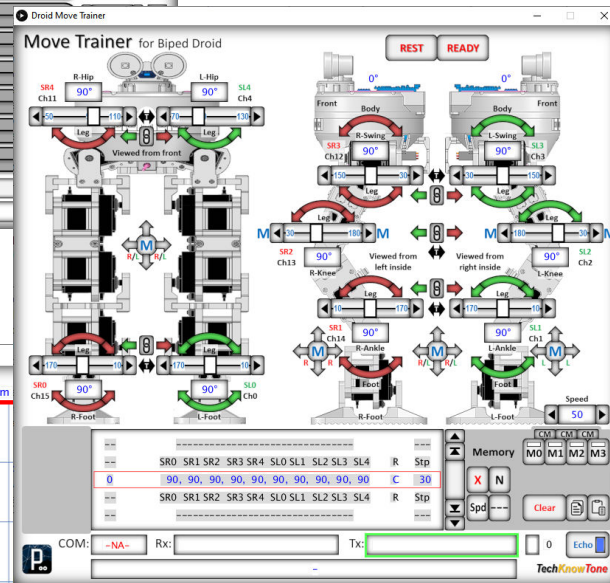 Droid Move Trainer
Move Trainer for Biped Droid
REST READY
R-Hip L-Hip
SR4 90° 90° SL4
Ch11 Ch4
50 110 70 130
Leg Leg
Viewed from front
M
R/L R/L
Leg Leg
170 10 170 10
SR0 90° 90° SL0
Ch15 Ch0
R-Foot L-Foot
0° 0°
Front Front
Body Body
R-Swing L-Swing
SR3 90° 90° SL3
Ch12 Ch3
150 30 150 30
Leg Leg
Leg Leg
M 30 180 M M 30 180 M
SR2 90° 90° SL2
Ch13 Ch2
R-Knee L-Knee
Viewed from left inside
Viewed from right inside
Leg Leg
10 170 10 170
SR1 90° 90° SL1
Ch14 Ch1
R-Ankle L-Ankle
M M M
R R R/L R/L L L
Foot Foot
R-Foot L-Foot
Speed
50
-- -------------------------------- ---
-- SR0 SR1 SR2 SR3 SR4 SL0 SL1 SL2 SL3 SL4 R Stp
0 90, 90, 90, 90, 90, 90, 90, 90, 90, 90 C 30
-- SR0 SR1 SR2 SR3 SR4 SL0 SL1 SL2 SL3 SL4 R Stp
-- -------------------------------- ---
Memory
CM CM CM
M0 M1 M2 M3
X N
Spd ---
Clear
COM: -NA- Rx: Tx: 0 Echo
P
-
TechKnowTone
m